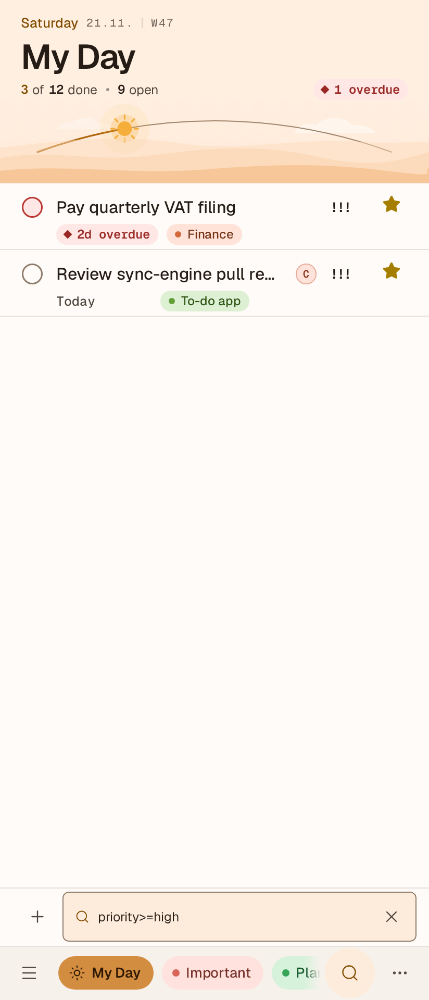 Saturday 21.11. | W47
My Day
3 of 12 done • 9 open
1 overdue
Pay quarterly VAT filing !!!
2d overdue Finance
Review sync-engine pull re… C !!!
Today To-do app
priority>=high
My Day Important Pla